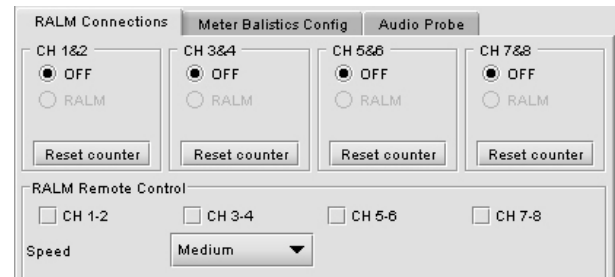 RALM Connections Meter Balistics Config Audio Probe
CH 1&2 CH 3&4 CH 5&6 CH 7&8
OFF OFF OFF OFF
RALM RALM RALM RALM
Reset counter Reset counter Reset counter Reset counter
RALM Remote Control
CH 1-2 CH 3-4 CH 5-6 CH 7-8
Speed Medium